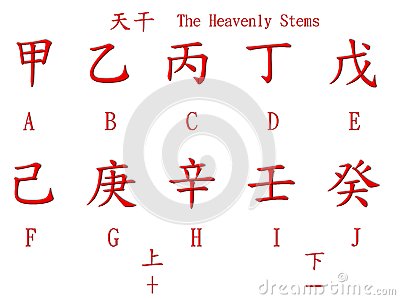 天干 The Heavenly Stems
甲 乙 丙 丁 戊
A B C D E
己 庚 辛 壬 癸
F G H I J
上 下
十 一
dreamstime.com